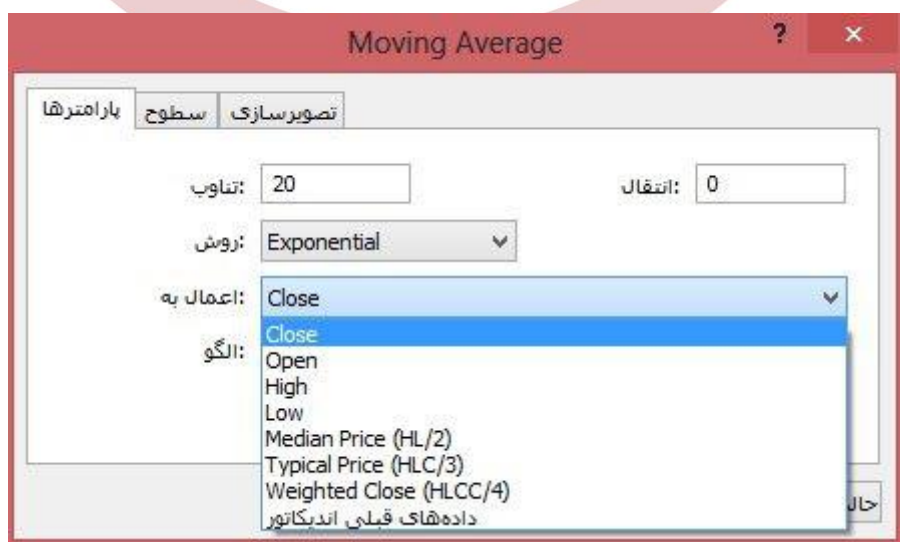 Moving Average ? ×
پارامترها سطوح تصویرسازی
تناوب: 20 انتقال: 0
روش: Exponential
اعمال به: Close
الگو:
Close
Open
High
Low
Median Price (HL/2)
Typical Price (HLC/3)
Weighted Close (HLCC/4)
داده‌های قبلی اندیکاتور